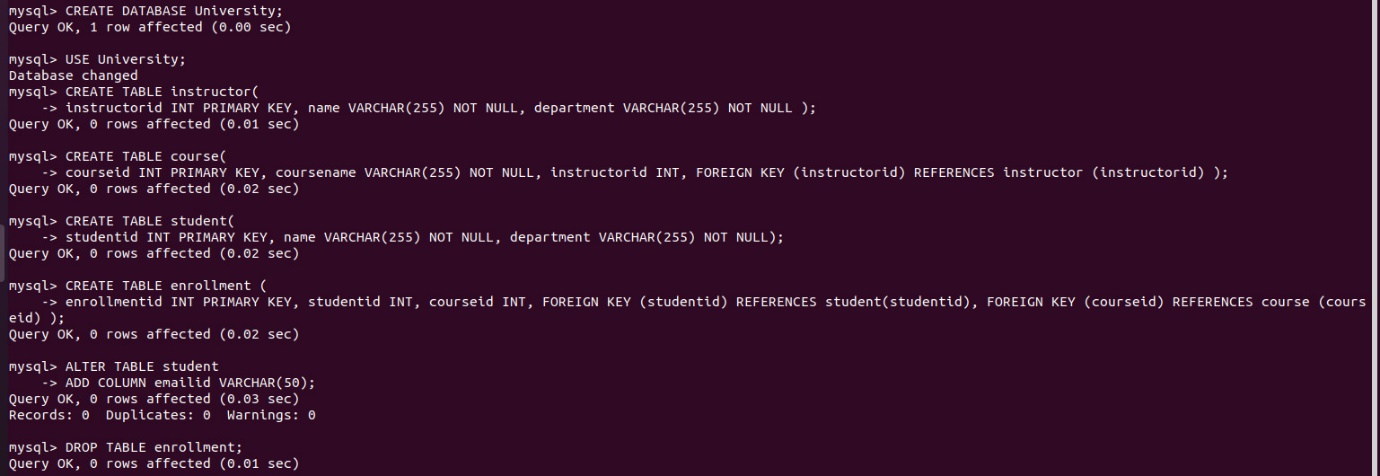 mysql> CREATE DATABASE University;
Query OK, 1 row affected (0.00 sec)
mysql> USE University;
Database changed
mysql> CREATE TABLE instructor(
    -> instructorid INT PRIMARY KEY, name VARCHAR(255) NOT NULL, department VARCHAR(255) NOT NULL );
Query OK, 0 rows affected (0.01 sec)
mysql> CREATE TABLE course(
    -> courseid INT PRIMARY KEY, coursename VARCHAR(255) NOT NULL, instructorid INT, FOREIGN KEY (instructorid) REFERENCES instructor (instructorid) );
Query OK, 0 rows affected (0.02 sec)
mysql> CREATE TABLE student(
    -> studentid INT PRIMARY KEY, name VARCHAR(255) NOT NULL, department VARCHAR(255) NOT NULL);
Query OK, 0 rows affected (0.02 sec)
mysql> CREATE TABLE enrollment (
    -> enrollmentid INT PRIMARY KEY, studentid INT, courseid INT, FOREIGN KEY (studentid) REFERENCES student(studentid), FOREIGN KEY (courseid) REFERENCES course (cours
eid) );
Query OK, 0 rows affected (0.02 sec)
mysql> ALTER TABLE student
    -> ADD COLUMN emailid VARCHAR(50);
Query OK, 0 rows affected (0.03 sec)
Records: 0  Duplicates: 0  Warnings: 0
mysql> DROP TABLE enrollment;
Query OK, 0 rows affected (0.01 sec)